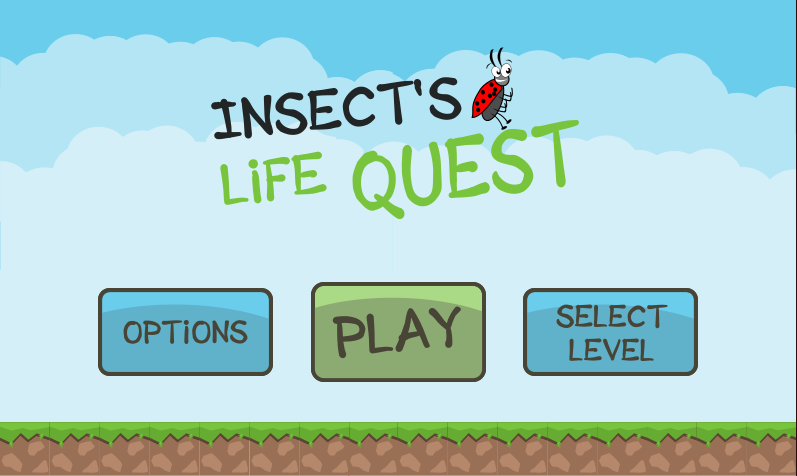 INSECT'S
LiFE QUEST
OPTiONS
PLAY
SELECT
LEVEL